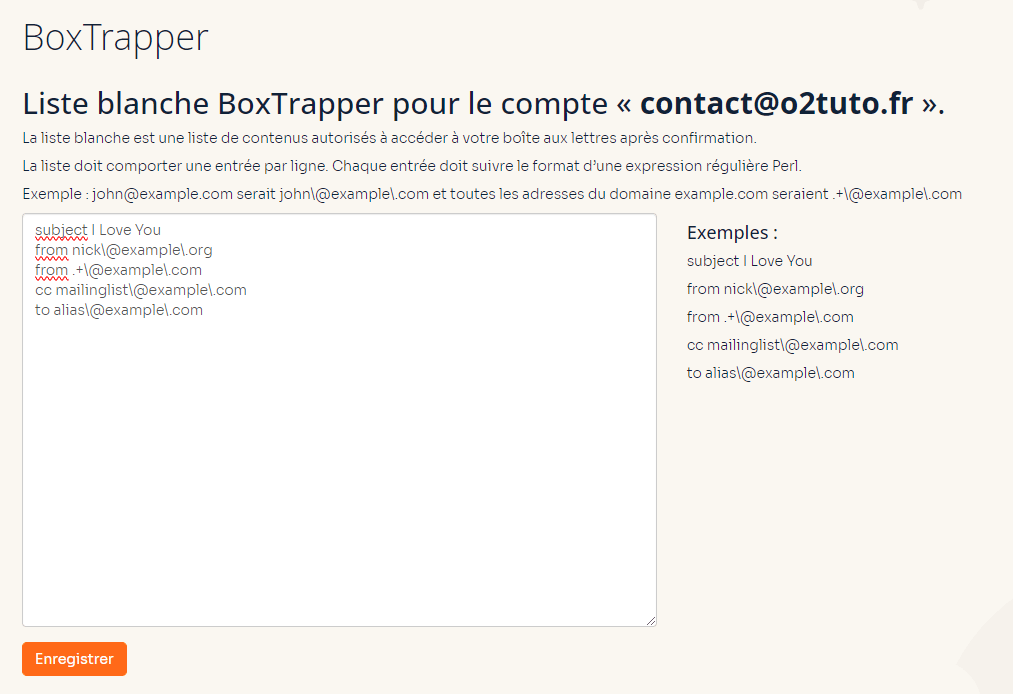 BoxTrapper
Liste blanche BoxTrapper pour le compte « contact@o2tuto.fr ».
La liste blanche est une liste de contenus autorisés à accéder à votre boîte aux lettres après confirmation.
La liste doit comporter une entrée par ligne. Chaque entrée doit suivre le format d’une expression régulière Perl.
Exemple : john@example.com serait john\@example\.com et toutes les adresses du domaine example.com seraient .+\@example\.com
subject I Love You
from nick\@example\.org
from .+\@example\.com
cc mailinglist\@example\.com
to alias\@example\.com
Exemples :
subject I Love You
from nick\@example\.org
from .+\@example\.com
cc mailinglist\@example\.com
to alias\@example\.com
Enregistrer